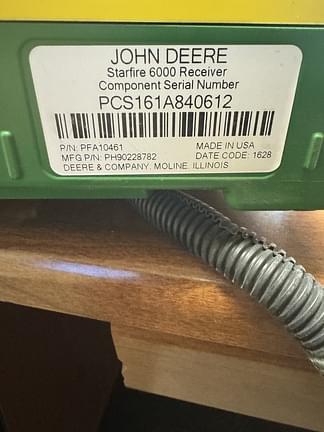 JOHN DEERE
Starfire 6000 Receiver
Component Serial Number
PCS161A840612
P/N: PFA10461 MADE IN USA
MFG P/N: PH90228782 DATE CODE: 1628
DEERE & COMPANY, MOLINE, ILLINOIS